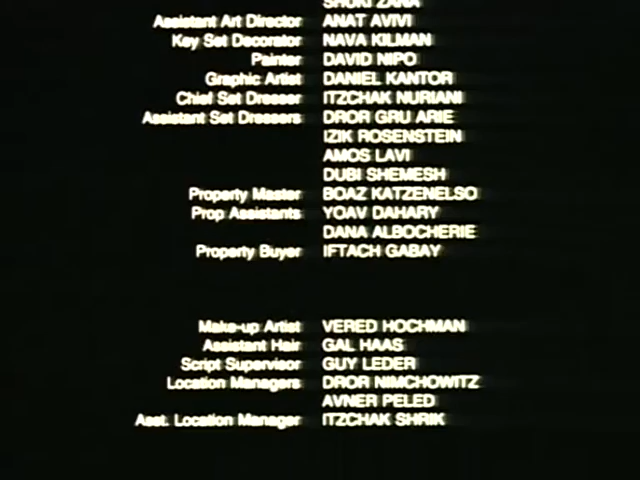 SHUKI ZAHA
Assistant Art Director ANAT AVIVI
Key Set Decorator NAVA KILMAN
Painter DAVID NIPO
Graphic Artist DANIEL KANTOR
Chief Set Dresser ITZCHAK NURIANI
Assistant Set Dressers DROR GRU ARIE
IZIK ROSENSTEIN
AMOS LAVI
DUBI SHEMESH
Property Master BOAZ KATZENELSO
Prop Assistants YOAV DAHARY
DANA ALBOCHERIE
Property Buyer IFTACH GABAY
Make-up Artist VERED HOCHMAN
Assistant Hair GAL HAAS
Script Supervisor GUY LEDER
Location Managers DROR NIMCHOWITZ
AVNER PELED
Asst. Location Manager ITZCHAK SHRIK